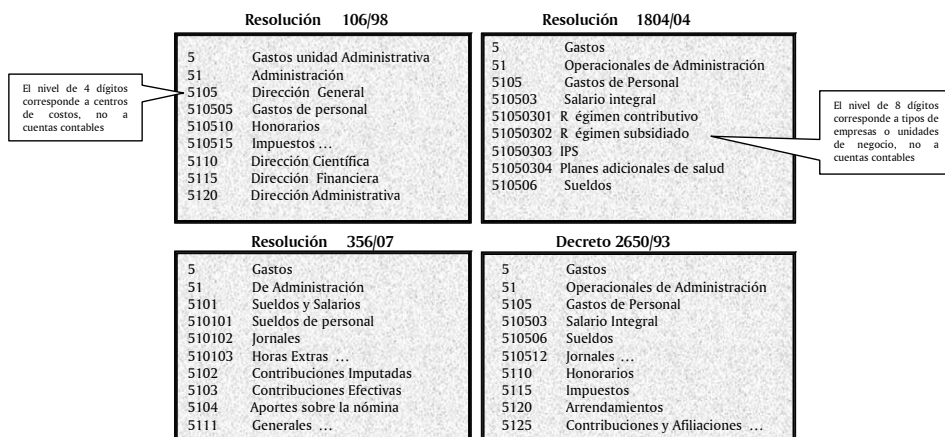 Resolución 106/98
5 Gastos unidad Administrativa
51 Administración
5105 Dirección General
510505 Gastos de personal
510510 Honorarios
510515 Impuestos …
5110 Dirección Científica
5115 Dirección Financiera
5120 Dirección Administrativa
El nivel de 4 dígitos
corresponde a centros
de costos, no a
cuentas contables
Resolución 1804/04
5 Gastos
51 Operacionales de Administración
5105 Gastos de Personal
510503 Salario integral
51050301 R égimen contributivo
51050302 R égimen subsidiado
51050303 IPS
51050304 Planes adicionales de salud
510506 Sueldos
El nivel de 8 dígitos
corresponde a tipos de
empresas o unidades
de negocio, no a
cuentas contables
Resolución 356/07
5 Gastos
51 De Administración
5101 Sueldos y Salarios
510101 Sueldos de personal
510102 Jornales
510103 Horas Extras …
5102 Contribuciones Imputadas
5103 Contribuciones Efectivas
5104 Aportes sobre la nómina
5111 Generales …
Decreto 2650/93
5 Gastos
51 Operacionales de Administración
5105 Gastos de Personal
510503 Salario Integral
510506 Sueldos
510512 Jornales …
5110 Honorarios
5115 Impuestos
5120 Arrendamientos
5125 Contribuciones y Afiliaciones …